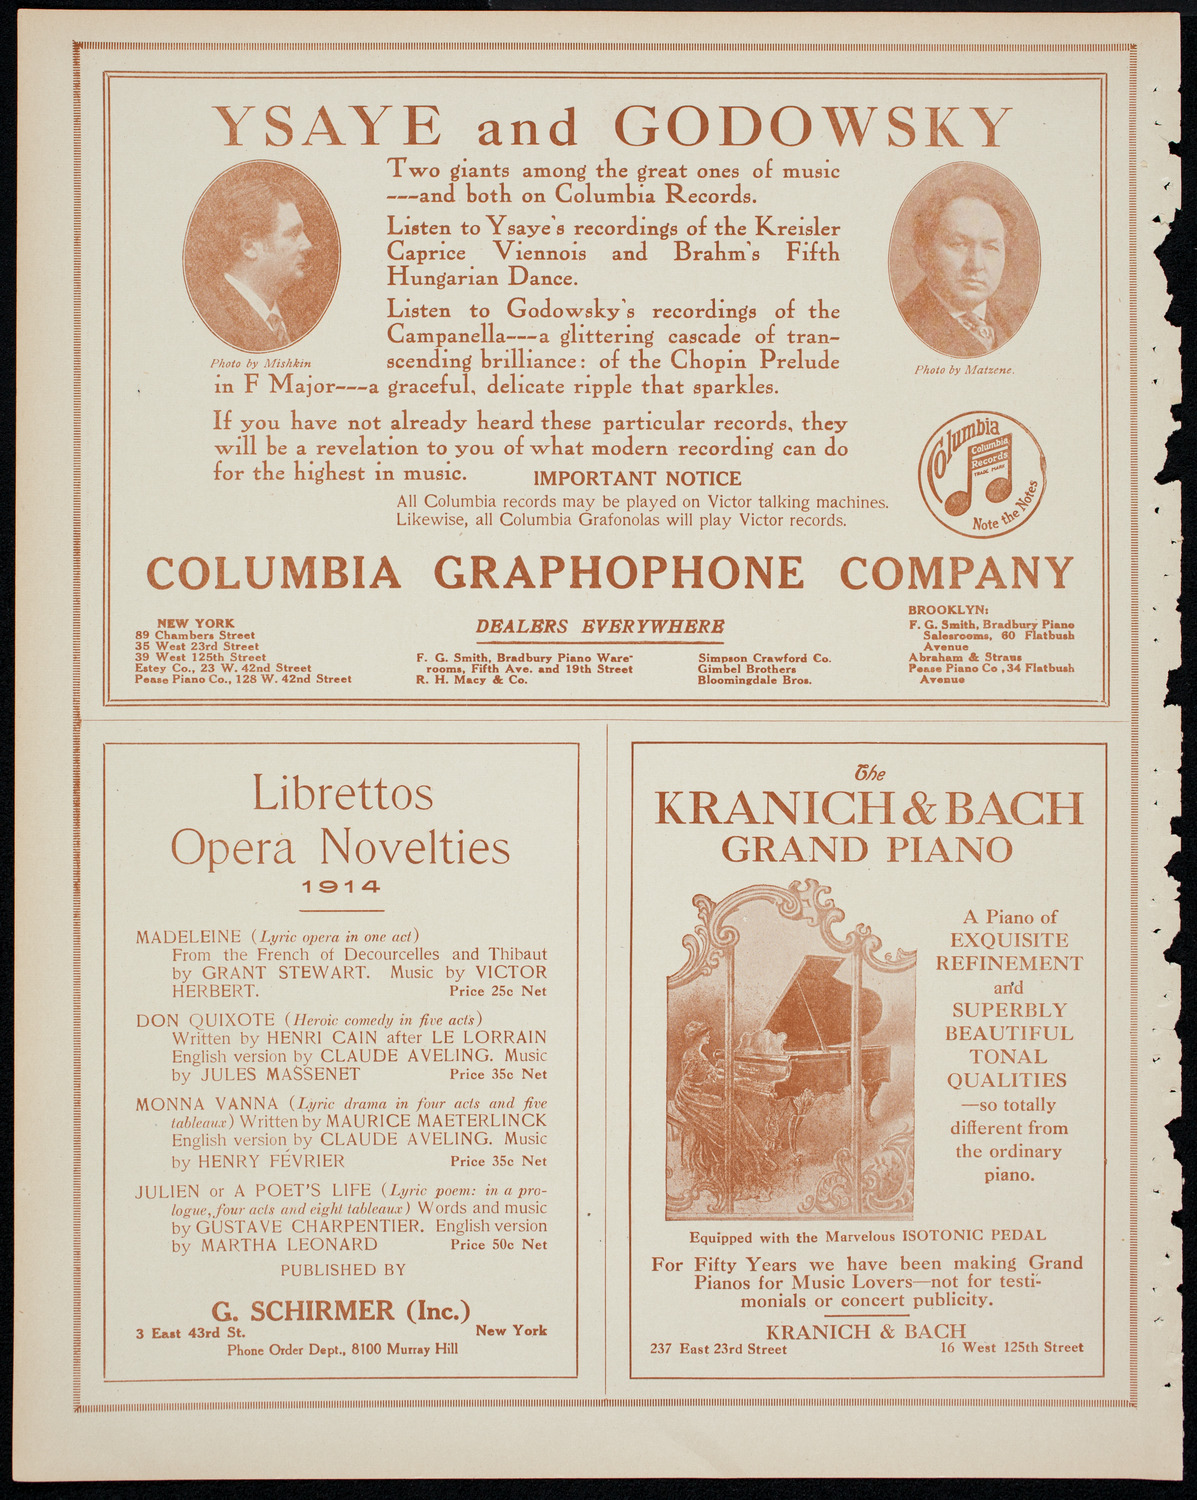 YSAYE and GODOWSKY
Two giants among the great ones of music
---and both on Columbia Records.
Listen to Ysaye's recordings of the Kreisler
Caprice Viennois and Brahm's Fifth
Hungarian Dance.
Listen to Godowsky's recordings of the
Campanella---a glittering cascade of tran-
scending brilliance: of the Chopin Prelude
in F Major---a graceful, delicate ripple that sparkles.
Photo by Mishkin
Photo by Matzene.
If you have not already heard these particular records, they
will be a revelation to you of what modern recording can do
for the highest in music.
IMPORTANT NOTICE
All Columbia records may be played on Victor talking machines.
Likewise, all Columbia Grafonolas will play Victor records.
Columbia
Columbia
Records
TRADE MARK
Note the Notes
COLUMBIA GRAPHOPHONE COMPANY
NEW YORK
89 Chambers Street
35 West 23rd Street
39 West 125th Street
Estey Co., 23 W. 42nd Street
Pease Piano Co., 128 W. 42nd Street
DEALERS EVERYWHERE
F. G. Smith, Bradbury Piano Ware-
rooms, Fifth Ave. and 19th Street
R. H. Macy & Co.
Simpson Crawford Co.
Gimbel Brothers
Bloomingdale Bros.
BROOKLYN:
F. G. Smith, Bradbury Piano
Salesrooms, 60 Flatbush
Avenue
Abraham & Straus
Pease Piano Co., 34 Flatbush
Avenue
Librettos
Opera Novelties
1914
MADELEINE (Lyric opera in one act)
From the French of Decourcelles and Thibaut
by GRANT STEWART. Music by VICTOR
HERBERT. Price 25c Net
DON QUIXOTE (Heroic comedy in five acts)
Written by HENRI CAIN after LE LORRAIN
English version by CLAUDE AVELING. Music
by JULES MASSENET Price 35c Net
MONNA VANNA (Lyric drama in four acts and five
tableaux) Written by MAURICE MAETERLINCK
English version by CLAUDE AVELING. Music
by HENRY FÉVRIER Price 35c Net
JULIEN or A POET'S LIFE (Lyric poem: in a pro-
logue, four acts and eight tableaux) Words and music
by GUSTAVE CHARPENTIER. English version
by MARTHA LEONARD Price 50c Net
PUBLISHED BY
G. SCHIRMER (Inc.)
3 East 43rd St. New York
Phone Order Dept., 8100 Murray Hill
The
KRANICH & BACH
GRAND PIANO
A Piano of
EXQUISITE
REFINEMENT
and
SUPERBLY
BEAUTIFUL
TONAL
QUALITIES
—so totally
different from
the ordinary
piano.
Equipped with the Marvelous ISOTONIC PEDAL
For Fifty Years we have been making Grand
Pianos for Music Lovers—not for testi-
monials or concert publicity.
KRANICH & BACH
237 East 23rd Street 16 West 125th Street